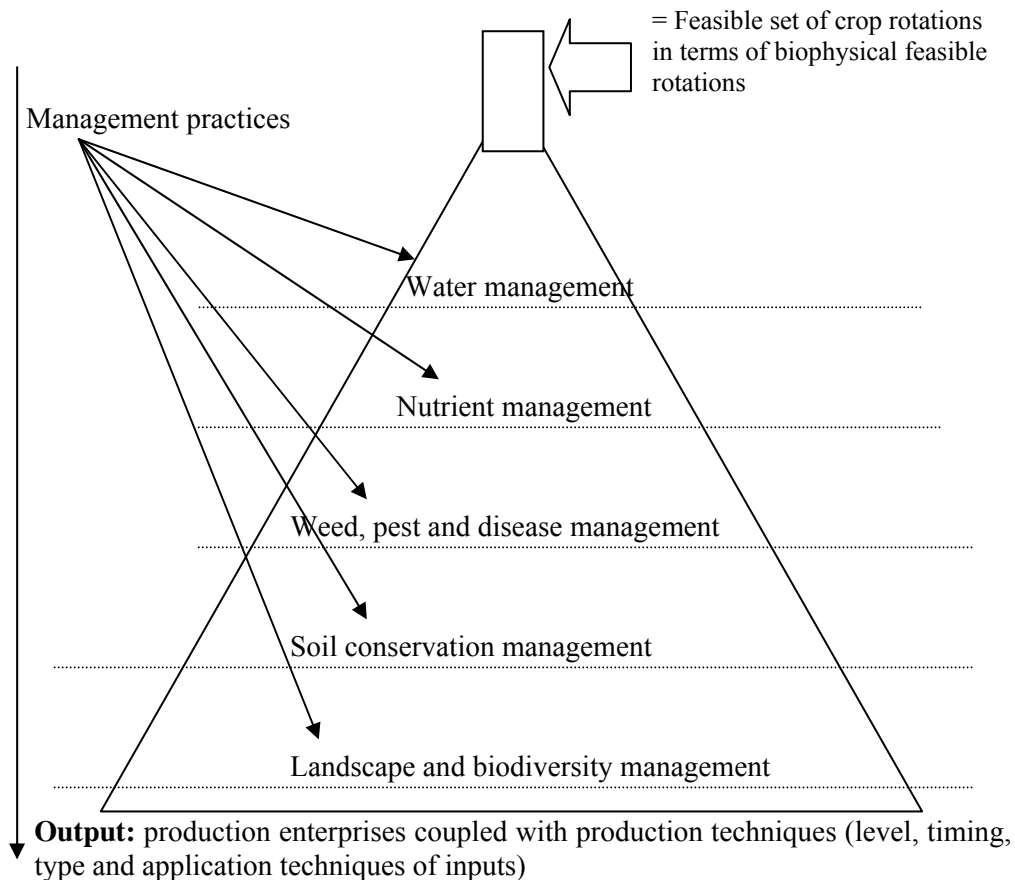 = Feasible set of crop rotations
in terms of biophysical feasible
rotations
Management practices
Water management
Nutrient management
Weed, pest and disease management
Soil conservation management
Landscape and biodiversity management
Output: production enterprises coupled with production techniques (level, timing,
type and application techniques of inputs)